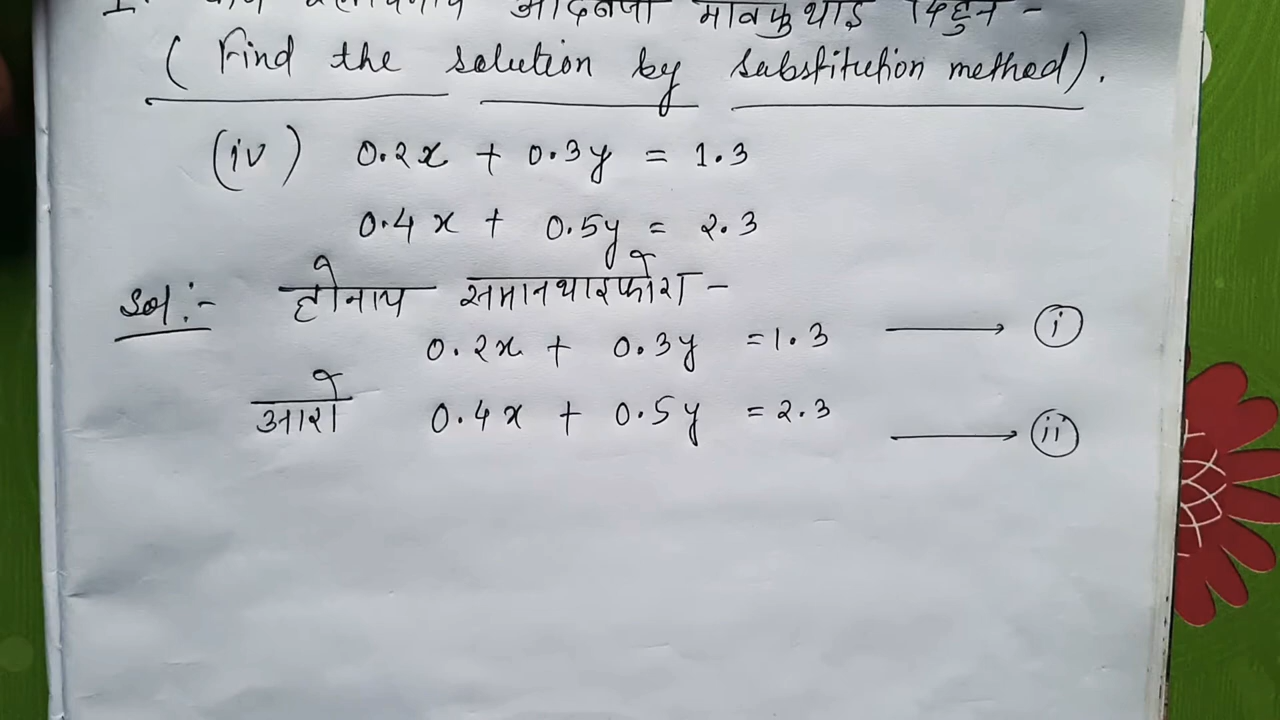 ( Find the solution by substitution method ).
(iv) 0.2x + 0.3y = 1.3
0.4x + 0.5y = 2.3
Sol :- होनाय समानथाइफोरा -
0.2x + 0.3y = 1.3 ⟶ (i)
आरो 0.4x + 0.5y = 2.3 ⟶ (ii)